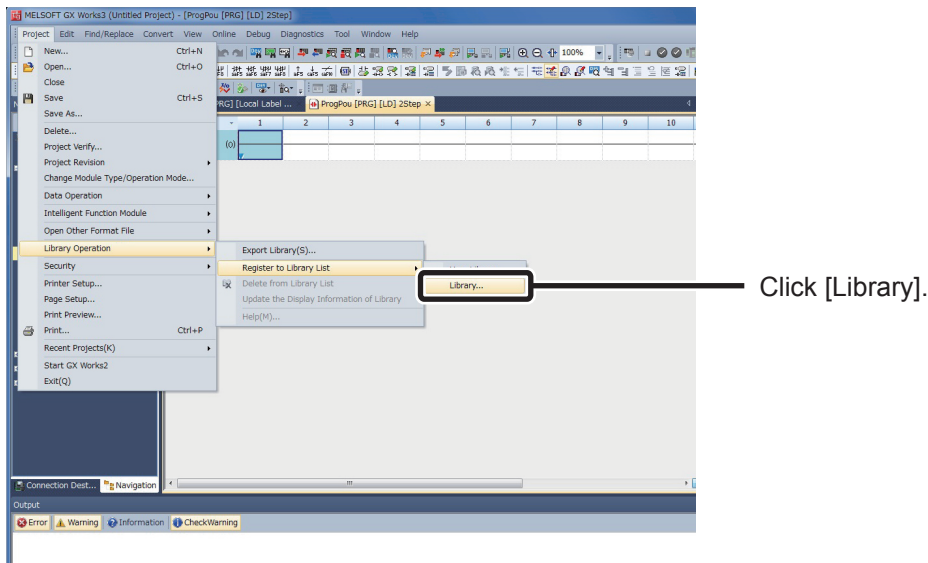 MELSOFT GX Works3 (Untitled Project) - [ProgPou [PRG] [LD] 2Step]
Project Edit Find/Replace Convert View Online Debug Diagnostics Tool Window Help
New... Ctrl+N
100%
Open... Ctrl+O
Close
Save Ctrl+S
PRG] [Local Label ... ProgPou [PRG] [LD] 2Step ×
Save As...
1 2 3 4 5 6 7 8 9 10
Delete...
(0)
Project Verify...
Project Revision
Change Module Type/Operation Mode...
Data Operation
Intelligent Function Module
Open Other Format File
Library Operation
Export Library(S)...
Security
Register to Library List
Printer Setup...
Delete from Library List
Library...
Click [Library].
Page Setup...
Update the Display Information of Library
Print Preview...
Help(M)...
Print... Ctrl+P
Recent Projects(K)
Start GX Works2
Exit(Q)
Connection Dest... Navigation
Output
Error Warning Information CheckWarning